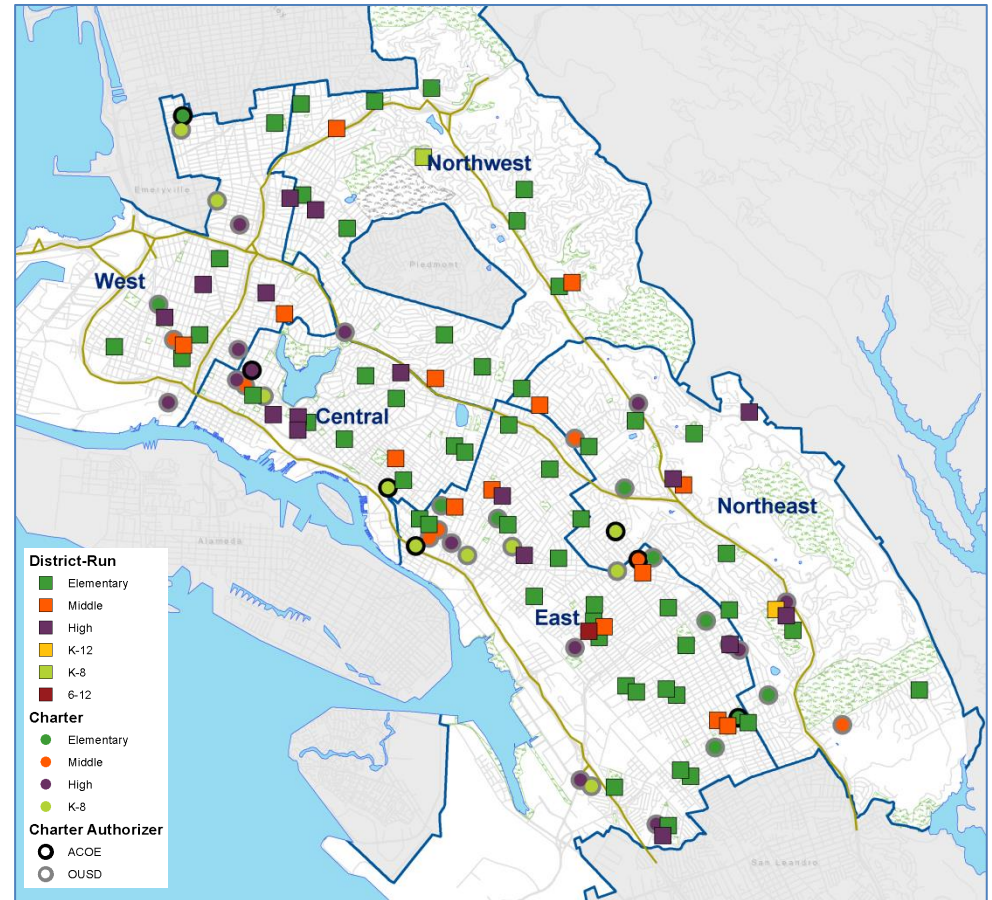 Northwest
Emeryville
Piedmont
West
Central
Northeast
Alameda
East
San Leandro
District-Run
Elementary
Middle
High
K-12
K-8
6-12
Charter
Elementary
Middle
High
K-8
Charter Authorizer
ACOE
OUSD